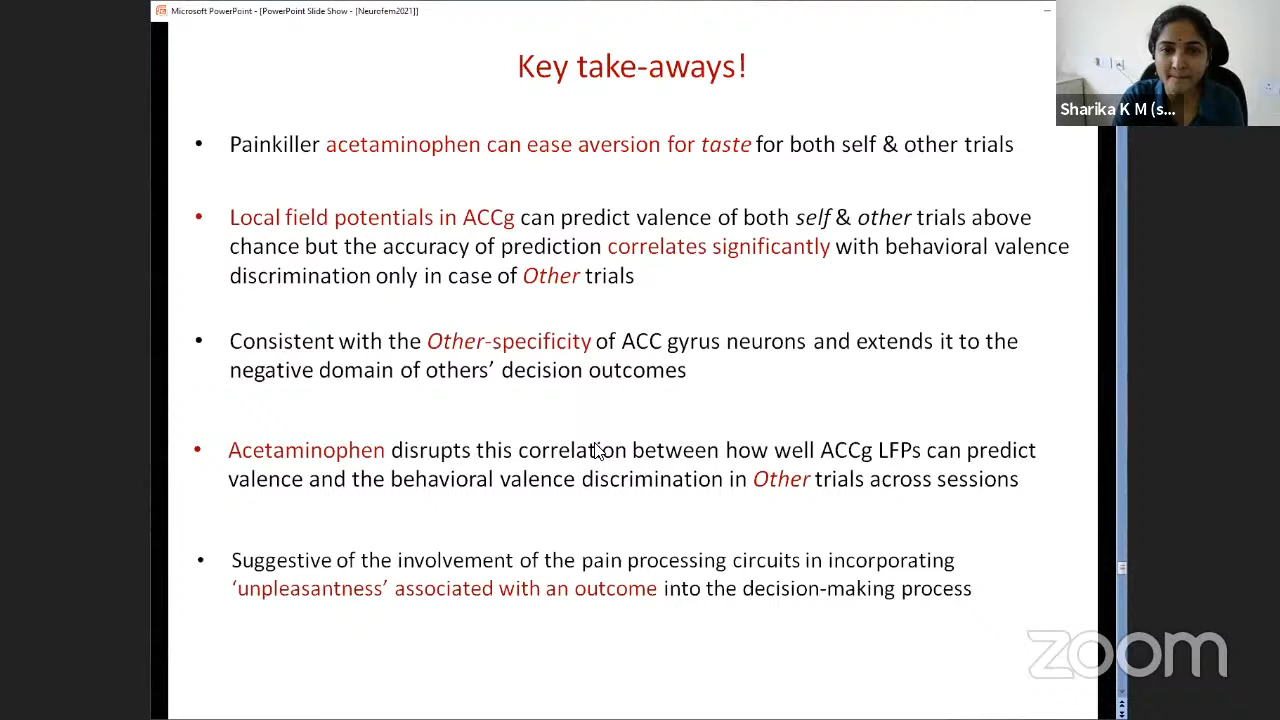 Microsoft PowerPoint - [PowerPoint Slide Show - [Neurofem2021]]
Key take-aways!
Sharika K M (s...
• Painkiller acetaminophen can ease aversion for taste for both self & other trials
• Local field potentials in ACCg can predict valence of both self & other trials above
chance but the accuracy of prediction correlates significantly with behavioral valence
discrimination only in case of Other trials
• Consistent with the Other-specificity of ACC gyrus neurons and extends it to the
negative domain of others’ decision outcomes
• Acetaminophen disrupts this correlation between how well ACCg LFPs can predict
valence and the behavioral valence discrimination in Other trials across sessions
• Suggestive of the involvement of the pain processing circuits in incorporating
‘unpleasantness’ associated with an outcome into the decision-making process
zoom